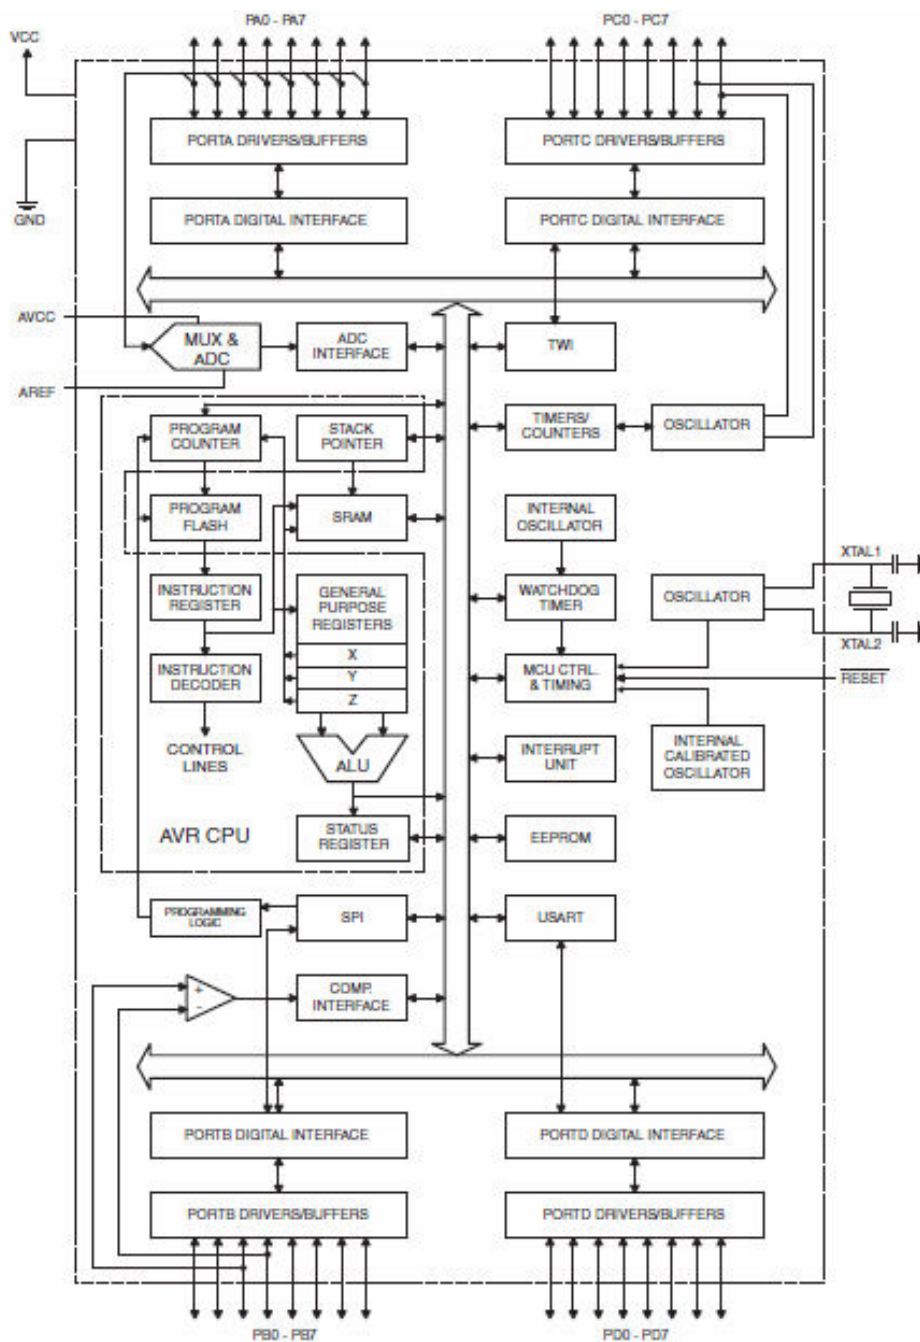 PA0 - PA7
PC0 - PC7
VCC
PORTA DRIVERS/BUFFERS
PORTC DRIVERS/BUFFERS
GND
PORTA DIGITAL INTERFACE
PORTC DIGITAL INTERFACE
AVCC
MUX &
ADC
ADC
INTERFACE
TWI
AREF
PROGRAM
COUNTER
STACK
POINTER
TIMERS/
COUNTERS
OSCILLATOR
PROGRAM
FLASH
SRAM
INTERNAL
OSCILLATOR
XTAL1
INSTRUCTION
REGISTER
GENERAL
PURPOSE
REGISTERS
WATCHDOG
TIMER
OSCILLATOR
XTAL2
X
Y
Z
INSTRUCTION
DECODER
MCU CTRL.
& TIMING
RESET
CONTROL
LINES
ALU
INTERRUPT
UNIT
INTERNAL
CALIBRATED
OSCILLATOR
AVR CPU
STATUS
REGISTER
EEPROM
PROGRAMMING
LOGIC
SPI
USART
+
-
COMP.
INTERFACE
PORTB DIGITAL INTERFACE
PORTD DIGITAL INTERFACE
PORTB DRIVERS/BUFFERS
PORTD DRIVERS/BUFFERS
PB0 - PB7
PD0 - PD7